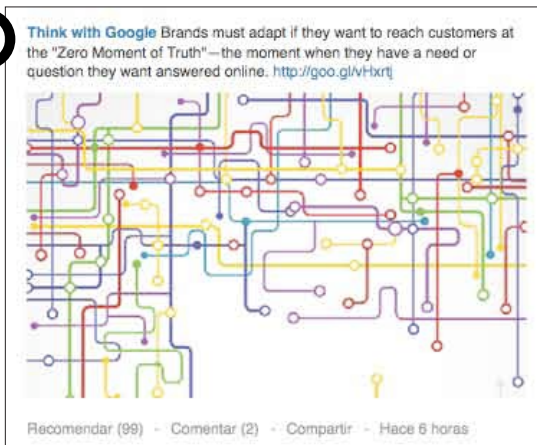 Think with Google Brands must adapt if they want to reach customers at
the "Zero Moment of Truth"—the moment when they have a need or
question they want answered online. http://goo.gl/vHxrtj
Recomendar (99) - Comentar (2) - Compartir - Hace 6 horas